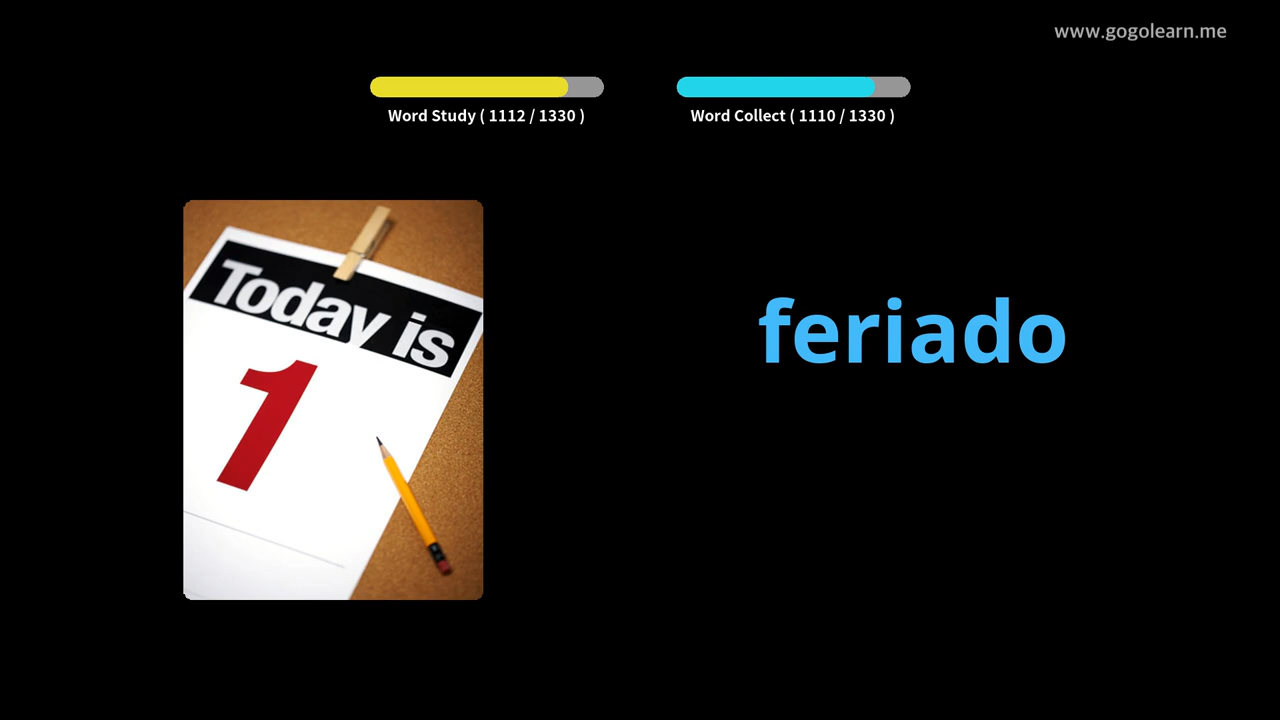 www.gogolearn.me
Word Study ( 1112 / 1330 )
Word Collect ( 1110 / 1330 )
Today is
1
feriado